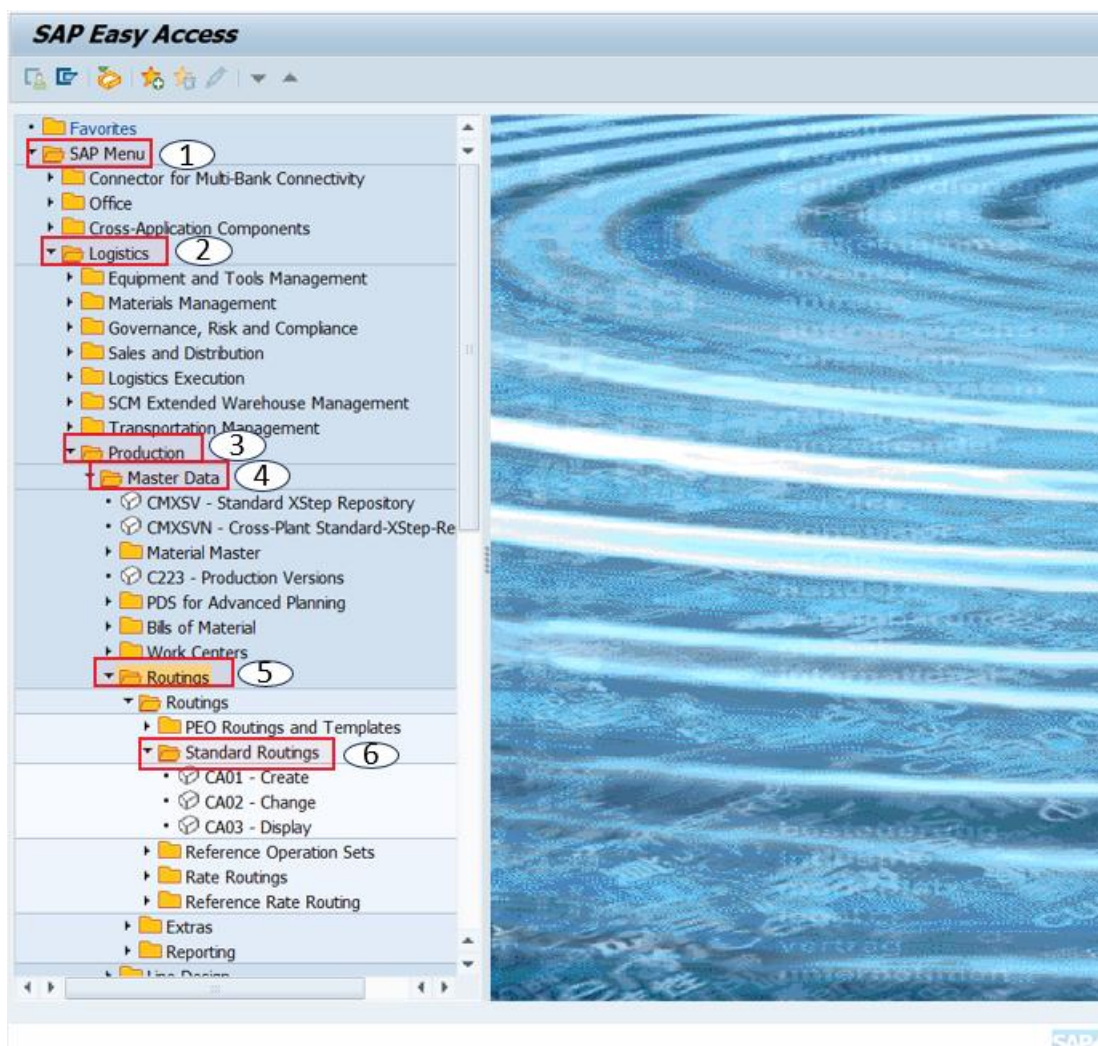 SAP Easy Access
Favorites
SAP Menu 1
Connector for Multi-Bank Connectivity
Office
Cross-Application Components
Logistics 2
Equipment and Tools Management
Materials Management
Governance, Risk and Compliance
Sales and Distribution
Logistics Execution
SCM Extended Warehouse Management
Transportation Management
Production 3
Master Data 4
CMXSV - Standard XStep Repository
CMXSVN - Cross-Plant Standard-XStep-Re
Material Master
C223 - Production Versions
PDS for Advanced Planning
Bills of Material
Work Centers
Routings 5
Routings
PEO Routings and Templates
Standard Routings 6
CA01 - Create
CA02 - Change
CA03 - Display
Reference Operation Sets
Rate Routings
Reference Rate Routing
Extras
Reporting
Line Design
SAP